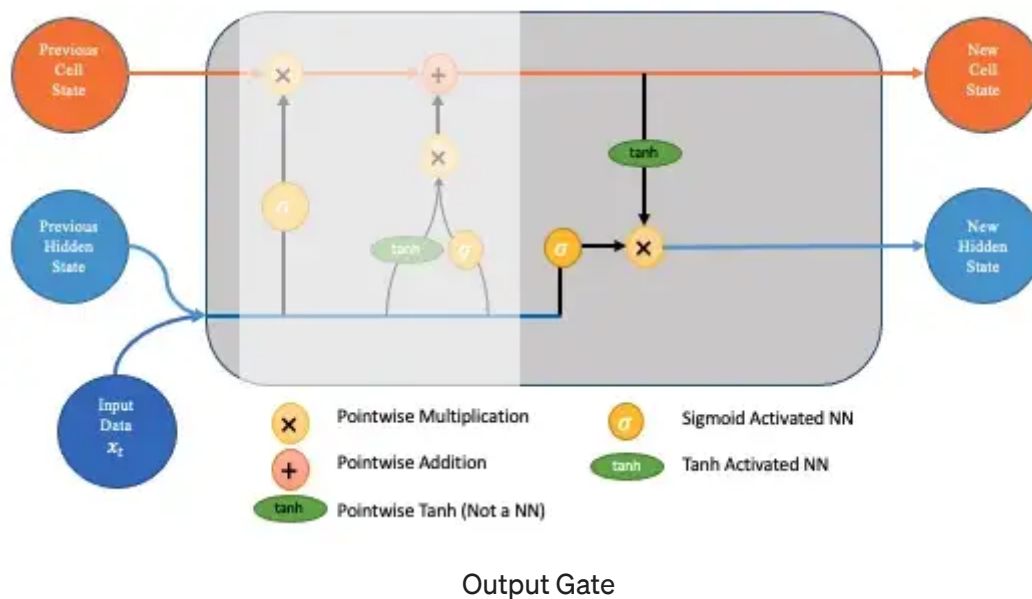 Previous
Cell
State
×
+
New
Cell
State
×
tanh
σ
Previous
Hidden
State
tanh
σ
σ
×
New
Hidden
State
Input
Data
xₜ
× Pointwise Multiplication
σ Sigmoid Activated NN
+ Pointwise Addition
tanh Tanh Activated NN
tanh Pointwise Tanh (Not a NN)
Output Gate